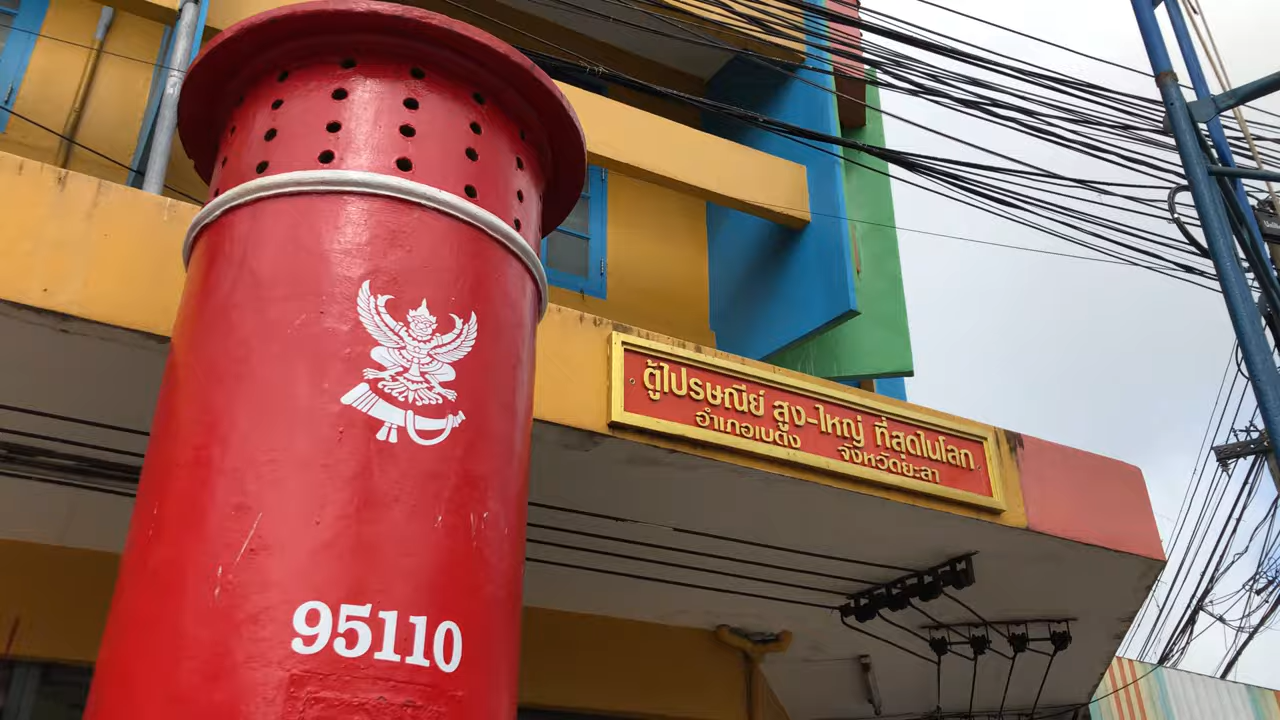 ตู้ไปรษณีย์ สูง-ใหญ่ ที่สุดในโลก
อำเภอเบตง จังหวัดยะลา
95110